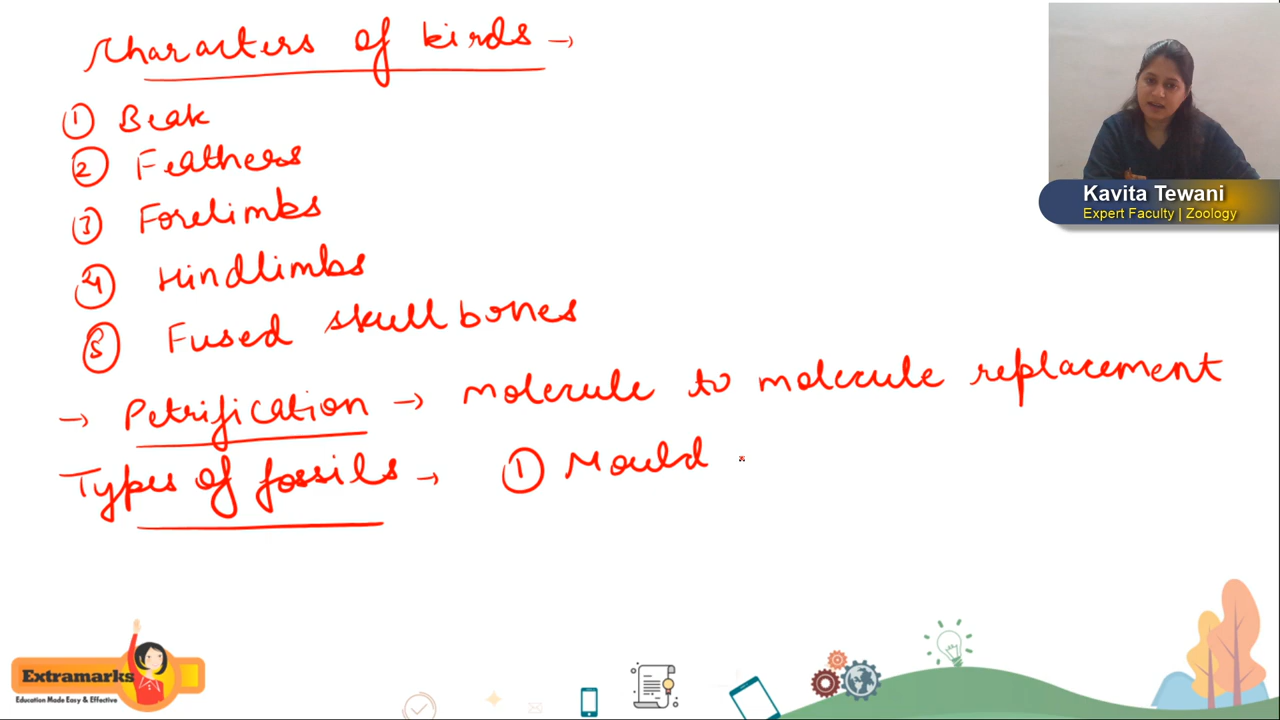 Characters of birds →
① Beak
② Feathers
③ Forelimbs
④ Hindlimbs
⑤ Fused skull bones
→ Petrification → molecule to molecule replacement
Types of fossils → ① Mould
Kavita Tewani
Expert Faculty | Zoology
Extramarks
Education Made Easy & Effective